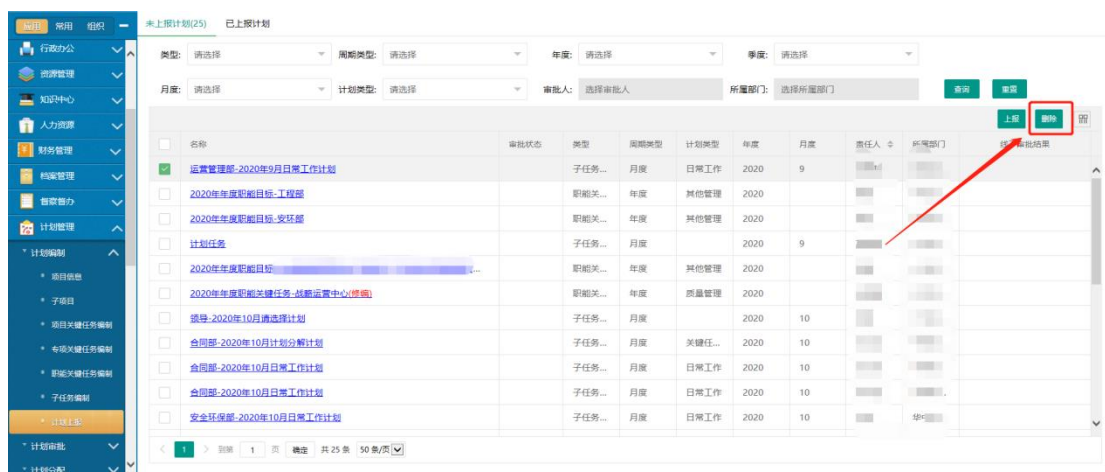 应用 常用 组织
未上报计划(25) 已上报计划
行政办公
资源管理
知识中心
人力资源
财务管理
档案管理
督察督办
计划管理
计划编制
项目信息
子项目
项目关键任务编制
专项关键任务编制
职能关键任务编制
子任务编制
计划上报
计划审批
计划分配
类型: 请选择 周期类型: 请选择 年度: 请选择 季度: 请选择
月度: 请选择 计划类型: 请选择 审批人: 选择审批人 所属部门: 选择所属部门 查询 重置
上报 删除
名称 审批状态 类型 周期类型 计划类型 年度 月度 责任人 所属部门 审批结果
运营管理部-2020年9月日常工作计划 子任务... 月度 日常工作 2020 9
2020年年度职能目标-工程部 职能关... 年度 其他管理 2020
2020年年度职能目标-安环部 职能关... 年度 其他管理 2020
计划任务 子任务... 月度 2020 9
2020年年度职能目标 ... 职能关... 年度 其他管理 2020
2020年年度职能关键任务-战略运营中心(修编) 职能关... 年度 质量管理 2020
领导-2020年10月请选择计划 子任务... 月度 2020 10
合同部-2020年10月计划分解计划 子任务... 月度 关键任... 2020 10
合同部-2020年10月日常工作计划 子任务... 月度 日常工作 2020 10
合同部-2020年10月日常工作计划 子任务... 月度 日常工作 2020 10
安全环保部-2020年10月日常工作计划 子任务... 月度 日常工作 2020 10
1 到第 1 页 确定 共 25 条 50 条/页